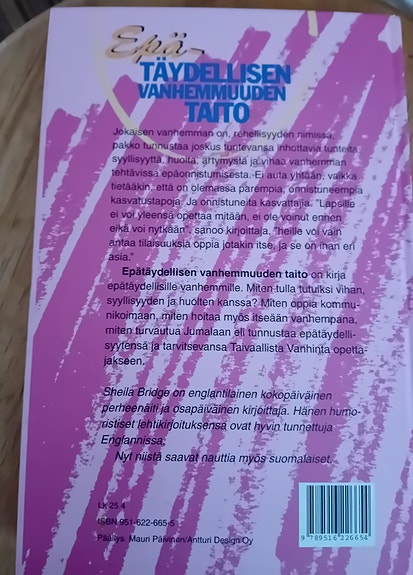 Epä-
TÄYDELLISEN
VANHEMMUUDEN
TAITO
Jokaisen vanhemman on, rehellisyyden nimissä,
pakko tunnustaa joskus tuntevansa inhottavia tunteita
syyllisyyttä, huolta, ärtymystä ja vihaa vanhemman
tehtävissä epäonnistumisesta. Ei auta yhtään, vaikka
tietääkin, että on olemassa parempia, onnistuneempia
kasvatustapoja. Ja onnistuneita kasvattajia. "Lapsille
ei voi yleensä opettaa mitään, ei ole voinut ennen
eikä voi nytkään", sanoo kirjoittaja, "heille voi vain
antaa tilaisuuksia oppia jotakin itse, ja se on ihan eri
asia."
Epätäydellisen vanhemmuuden taito on kirja
epätäydellisille vanhemmille. Miten tulla tutuiksi vihan,
syyllisyyden ja huolten kanssa? Miten oppia kommu-
nikoimaan, miten hoitaa myös itseään vanhempana,
miten turvautua Jumalaan eli tunnustaa epätäydelli-
syytensä ja tarvitsevansa Taivaallista Vanhinta opetta-
jakseen.
Sheila Bridge on englantilainen kokopäiväinen
perheenäiti ja osapäiväinen kirjoittaja. Hänen humo-
ristiset lehtikirjoituksensa ovat hyvin tunnettuja
Englannissa;
Nyt niistä saavat nauttia myös suomalaiset.
LK 25.4
ISBN 951-622-665-5
Päällys Mauri Päivinen/Antturi Design Oy
9 789516 226654